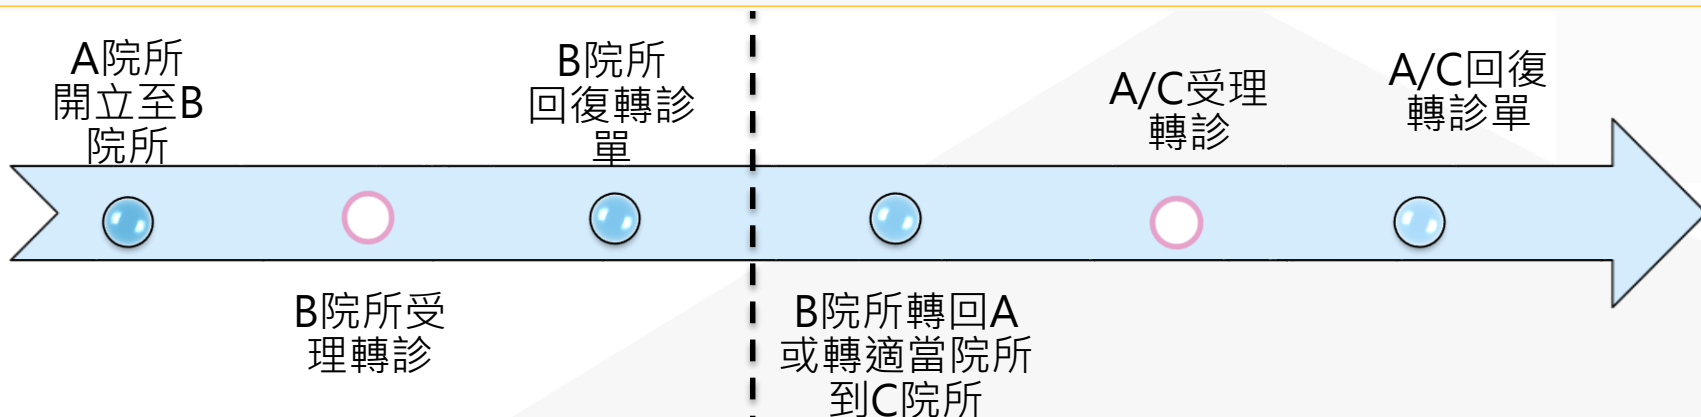 A院所
開立至B
院所
B院所受
理轉診
B院所
回復轉診
單
B院所轉回A
或轉適當院所
到C院所
A/C受理
轉診
A/C回復
轉診單